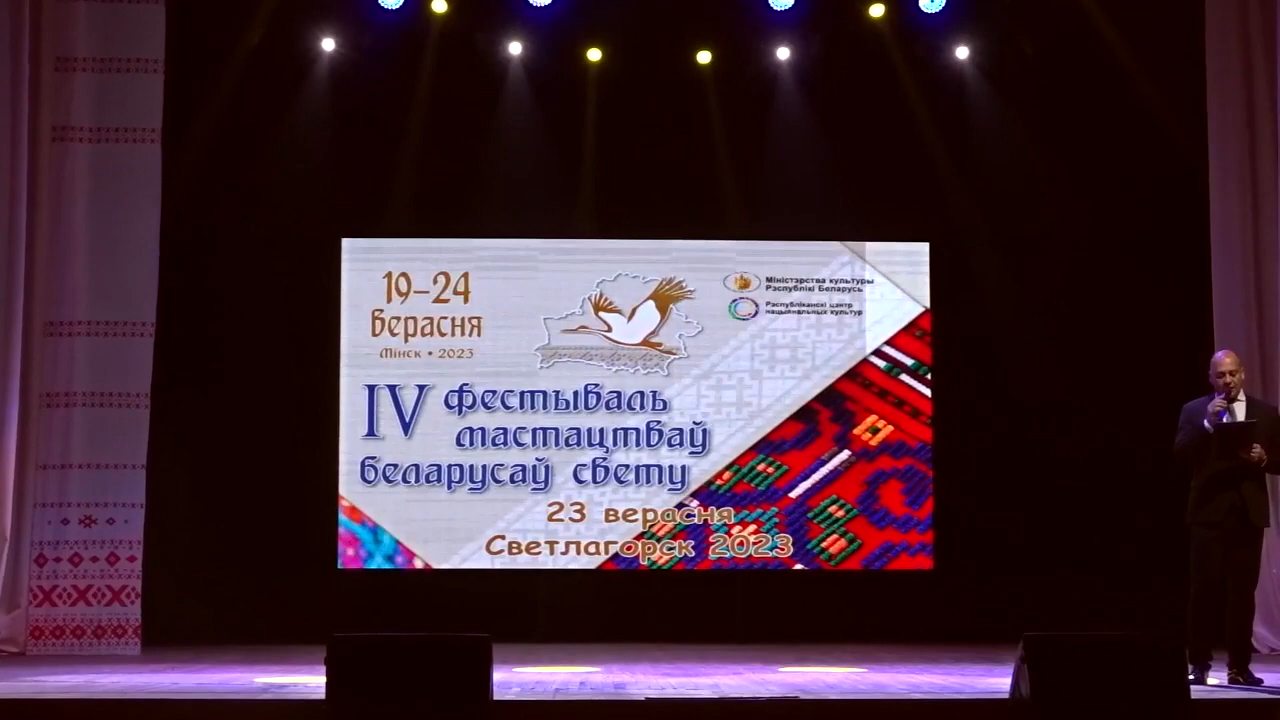 19–24
Верасня
Мінск • 2023
Міністэрства культуры
Рэспублікі Беларусь
Рэспубліканскі цэнтр
нацыянальных культур
IV фестываль
мастацтваў
беларусаў свету
23 верасня
Светлагорск 2023